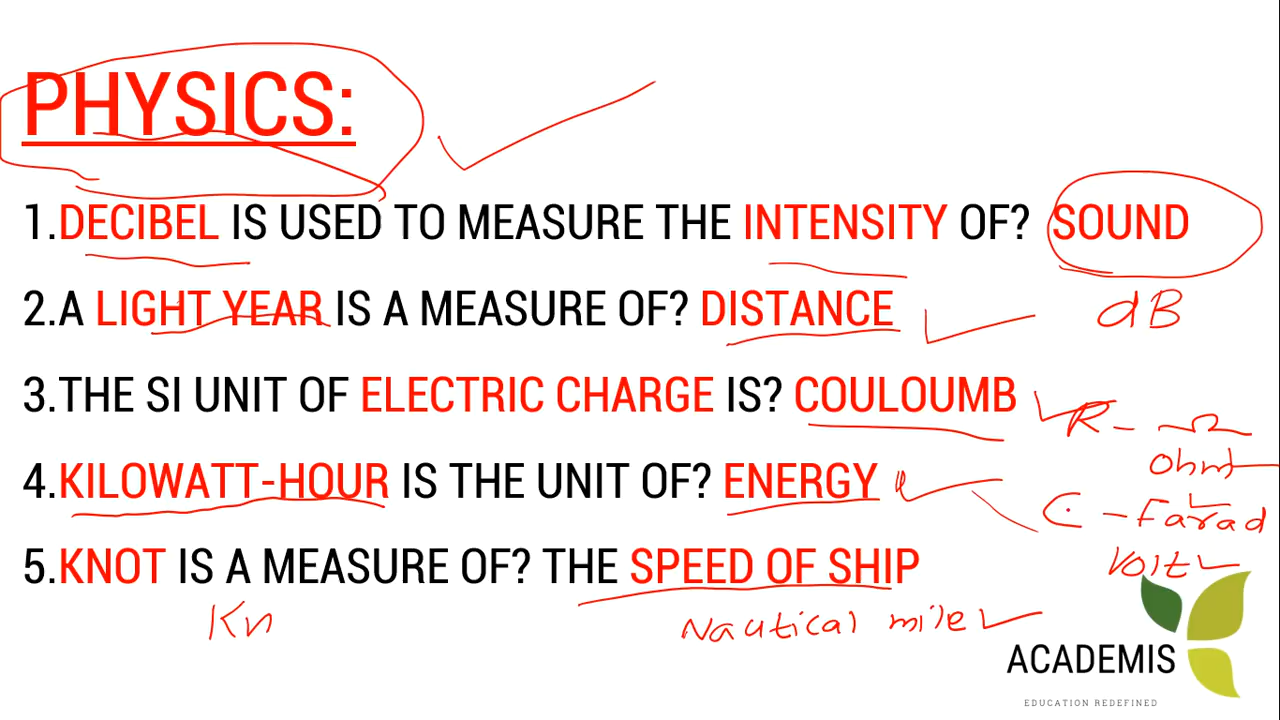 PHYSICS:
1.DECIBEL IS USED TO MEASURE THE INTENSITY OF? SOUND
dB
2.A LIGHT YEAR IS A MEASURE OF? DISTANCE
3.THE SI UNIT OF ELECTRIC CHARGE IS? COULOUMB
R - Ω
ohm
4.KILOWATT-HOUR IS THE UNIT OF? ENERGY
C - Farad
Volt
5.KNOT IS A MEASURE OF? THE SPEED OF SHIP
Kn
Nautical mile
ACADEMIS
EDUCATION REDEFINED